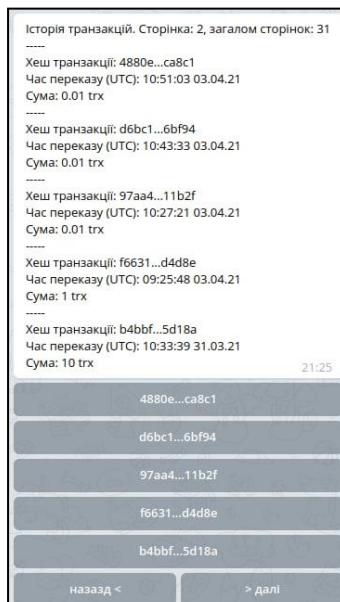 Історія транзакцій. Сторінка: 2, загалом сторінок: 31
-----
Хеш транзакції: 4880e...ca8c1
Час переказу (UTC): 10:51:03 03.04.21
Сума: 0.01 trx
-----
Хеш транзакції: d6bc1...6bf94
Час переказу (UTC): 10:43:33 03.04.21
Сума: 0.01 trx
-----
Хеш транзакції: 97aa4...11b2f
Час переказу (UTC): 10:27:21 03.04.21
Сума: 0.01 trx
-----
Хеш транзакції: f6631...d4d8e
Час переказу (UTC): 09:25:48 03.04.21
Сума: 1 trx
-----
Хеш транзакції: b4bbf...5d18a
Час переказу (UTC): 10:33:39 31.03.21
Сума: 10 trx
21:25
4880e...ca8c1
d6bc1...6bf94
97aa4...11b2f
f6631...d4d8e
b4bbf...5d18a
назазд < > далі